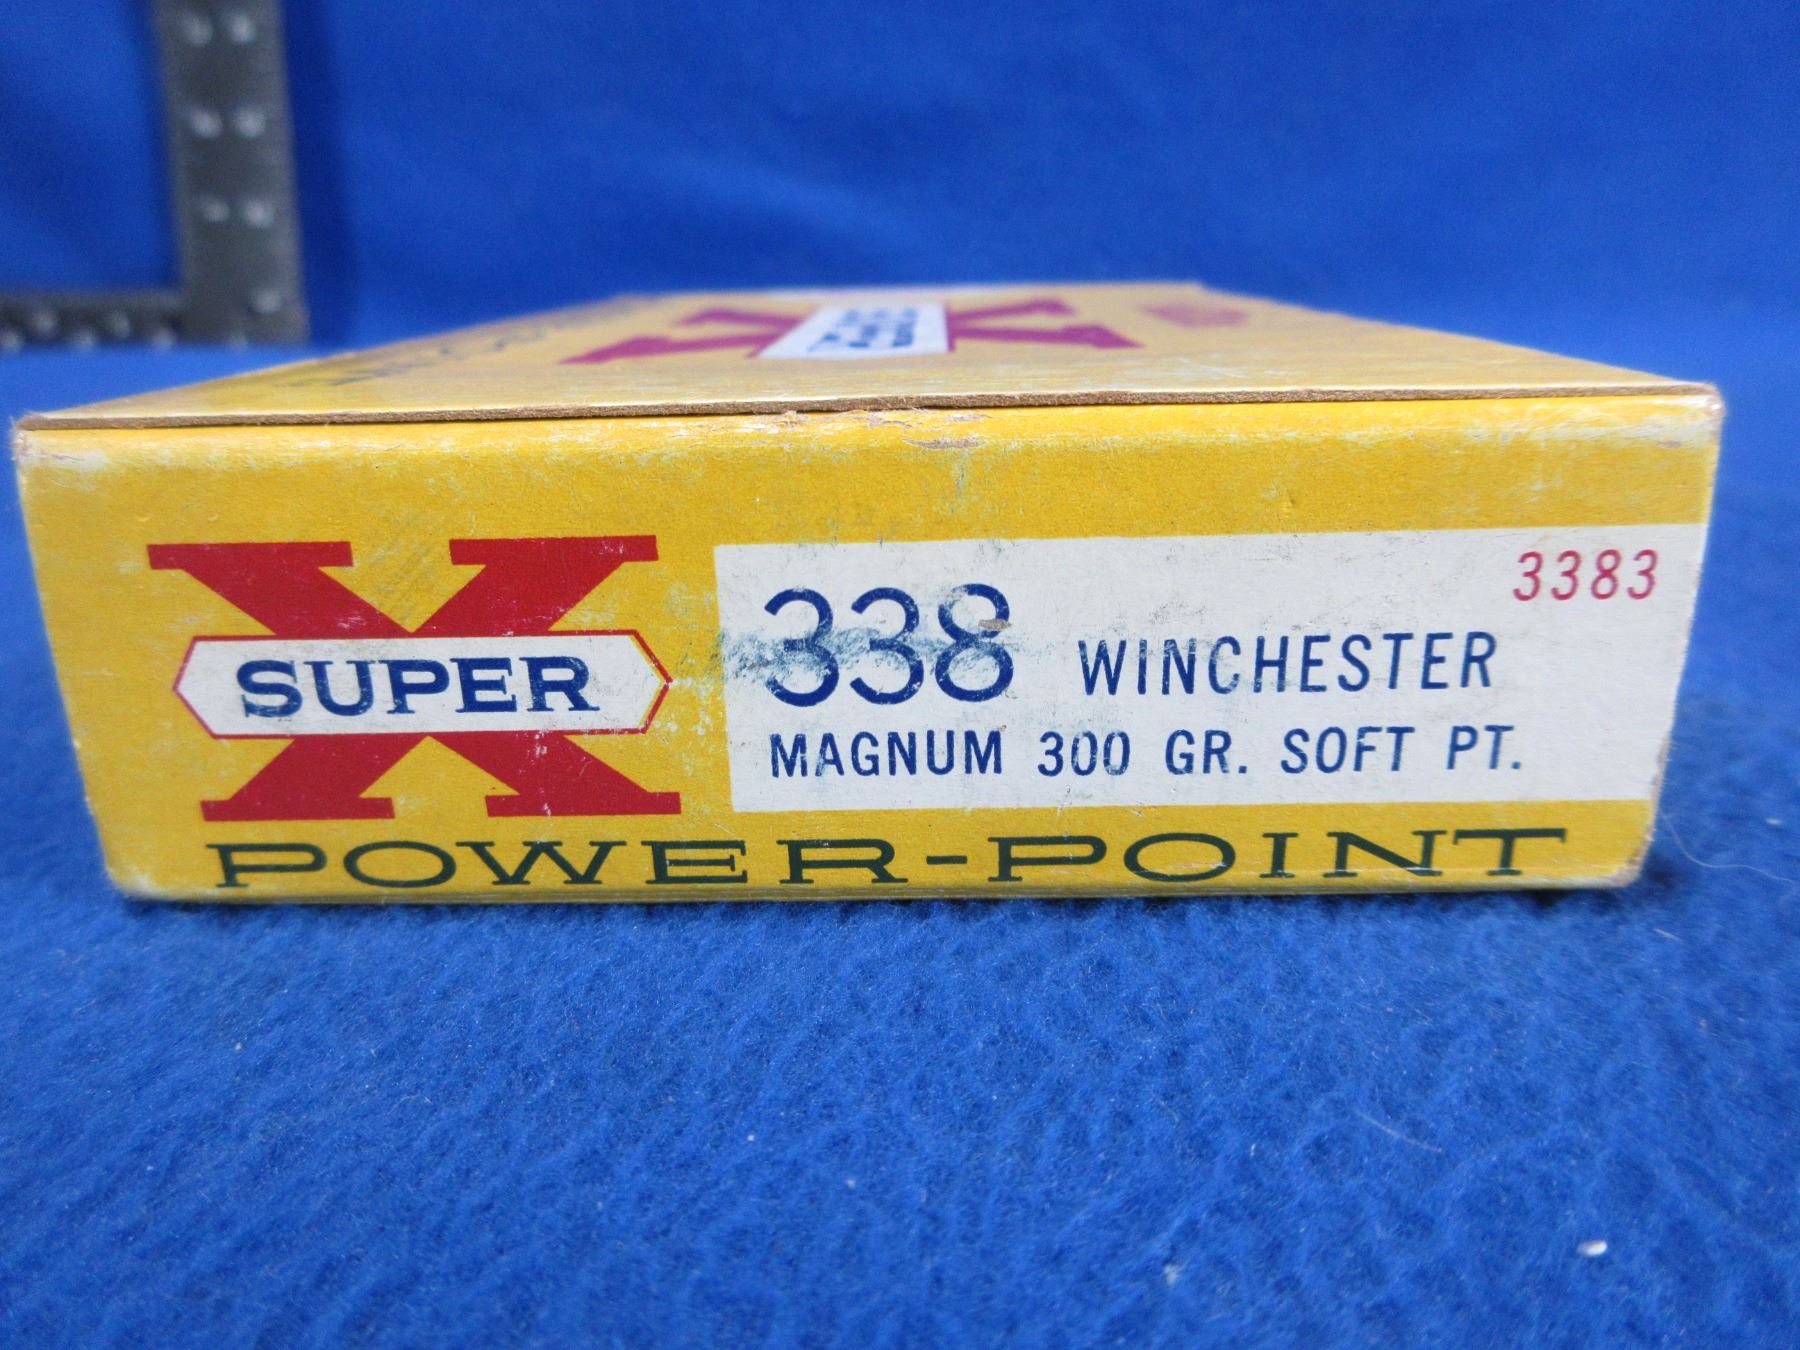 3383
SUPER X
338 WINCHESTER
MAGNUM 300 GR. SOFT PT.
POWER-POINT